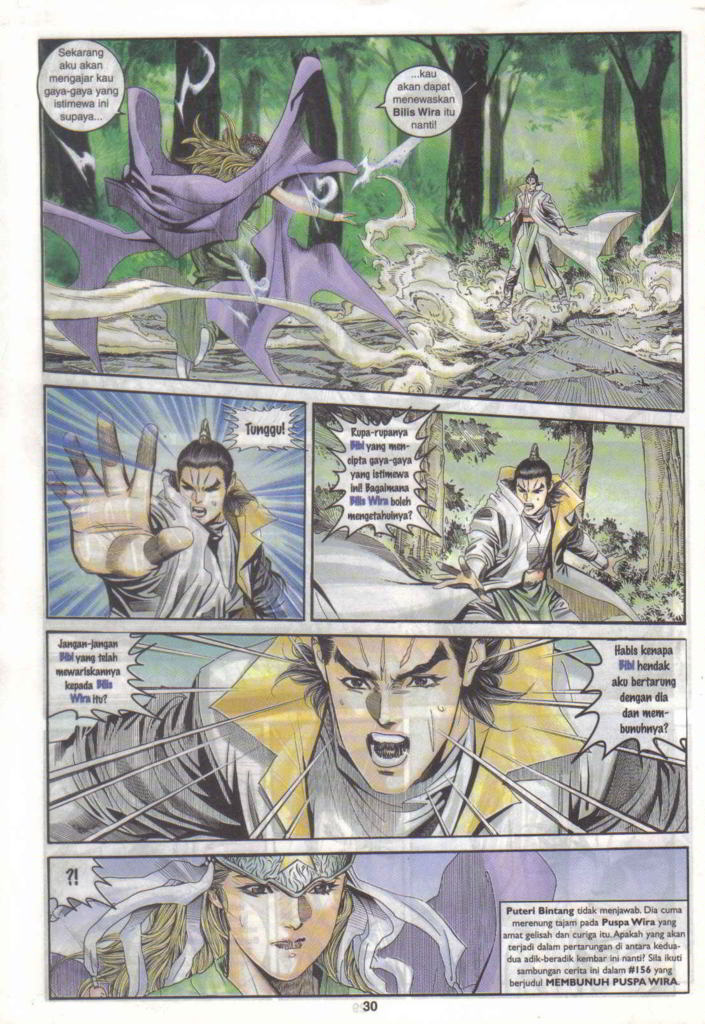 Sekarang
aku akan
mengajar kau
gaya-gaya yang
istimewa ini
supaya...
...kau
akan dapat
menewaskan
Bilis Wira itu
nanti!
Tunggu!
Rupa-rupanya
Bibi yang men-
cipta gaya-gaya
yang istimewa
ini! Bagaimana
Bilis Wira boleh
mengetahuinya?
Jangan-jangan
Bibi yang telah
mewariskannya
kepada Bilis
Wira itu?
Habis kenapa
Bibi hendak
aku bertarung
dengan dia
dan mem-
bunuhnya?
?!
Puteri Bintang tidak menjawab. Dia cuma
merenung tajam pada Puspa Wira yang
amat gelisah dan curiga itu. Apakah yang akan
terjadi dalam pertarungan di antara kedua-
dua adik-beradik kembar ini nanti? Sila ikuti
sambungan cerita ini dalam #156 yang
berjudul MEMBUNUH PUSPA WIRA.
30